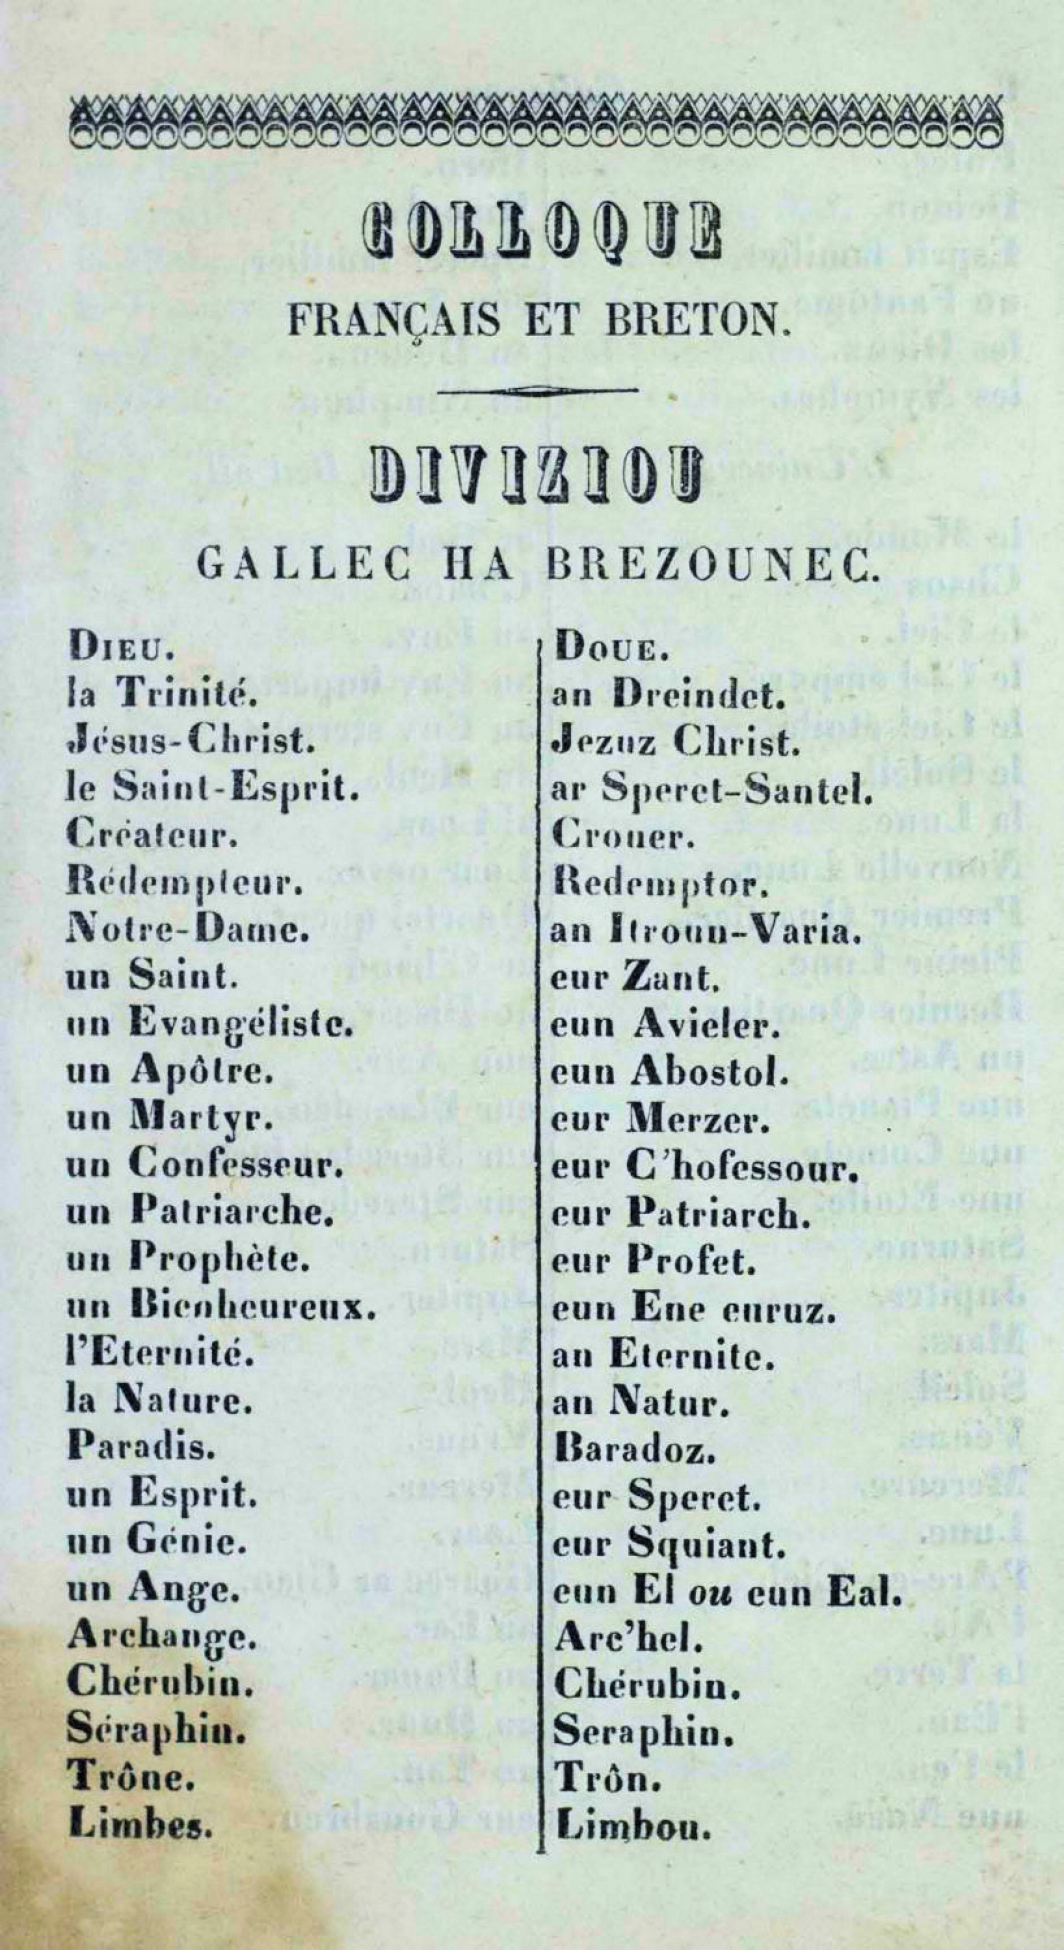 COLLOQUE
FRANÇAIS ET BRETON.
DIVIZIOU
GALLEC HA BREZOUNEC.
DIEU.
la Trinité.
Jésus-Christ.
le Saint-Esprit.
Créateur.
Rédempteur.
Notre-Dame.
un Saint.
un Evangéliste.
un Apôtre.
un Martyr.
un Confesseur.
un Patriarche.
un Prophète.
un Bienheureux.
l'Eternité.
la Nature.
Paradis.
un Esprit.
un Génie.
un Ange.
Archange.
Chérubin.
Séraphin.
Trône.
Limbes.
DOUE.
an Dreindet.
Jezuz Christ.
ar Speret-Santel.
Crouer.
Redemptor.
an Itroun-Varia.
eur Zant.
eun Avieler.
eun Abostol.
eur Merzer.
eur C'hofessour.
eur Patriarch.
eur Profet.
eun Ene euruz.
an Eternite.
an Natur.
Baradoz.
eur Speret.
eur Squiant.
eun El ou eun Eal.
Arc'hel.
Chérubin.
Seraphin.
Trôn.
Limbou.